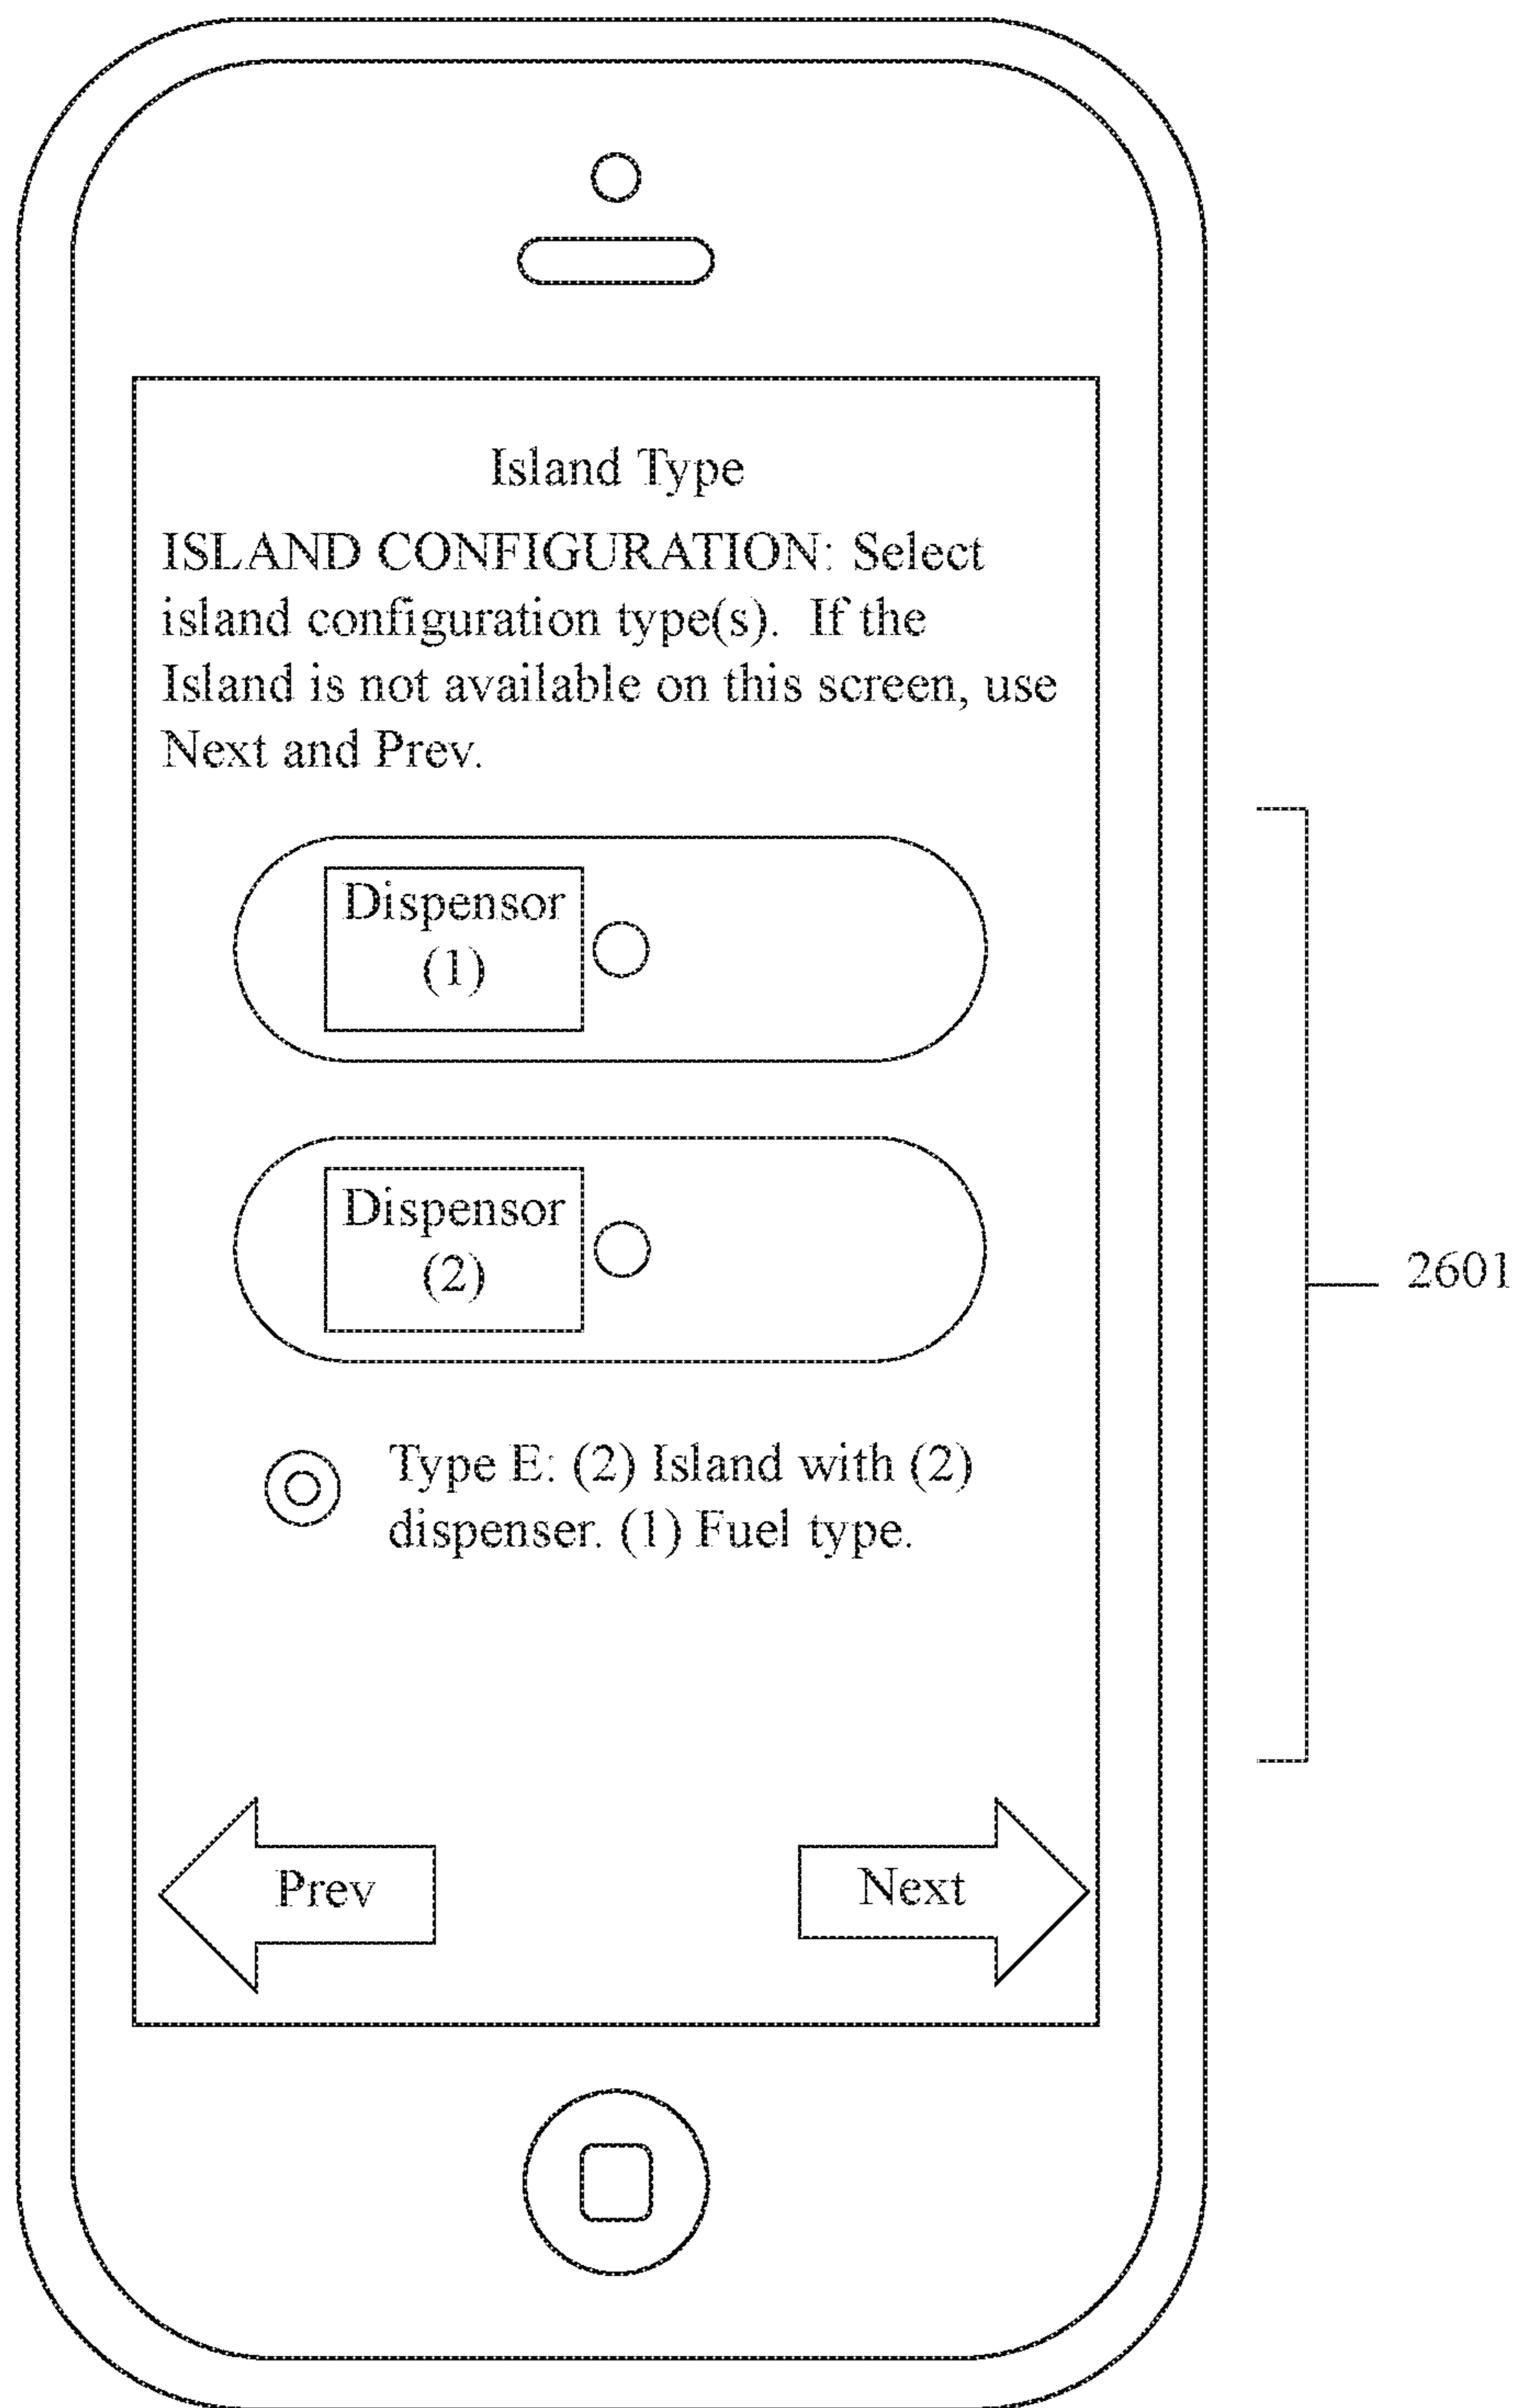 Island Type
ISLAND CONFIGURATION: Select
island configuration type(s).  If the
Island is not available on this screen, use
Next and Prev.
Dispensor
(1)
Dispensor
(2)
2601
Type E: (2) Island with (2)
dispenser. (1) Fuel type.
Prev
Next